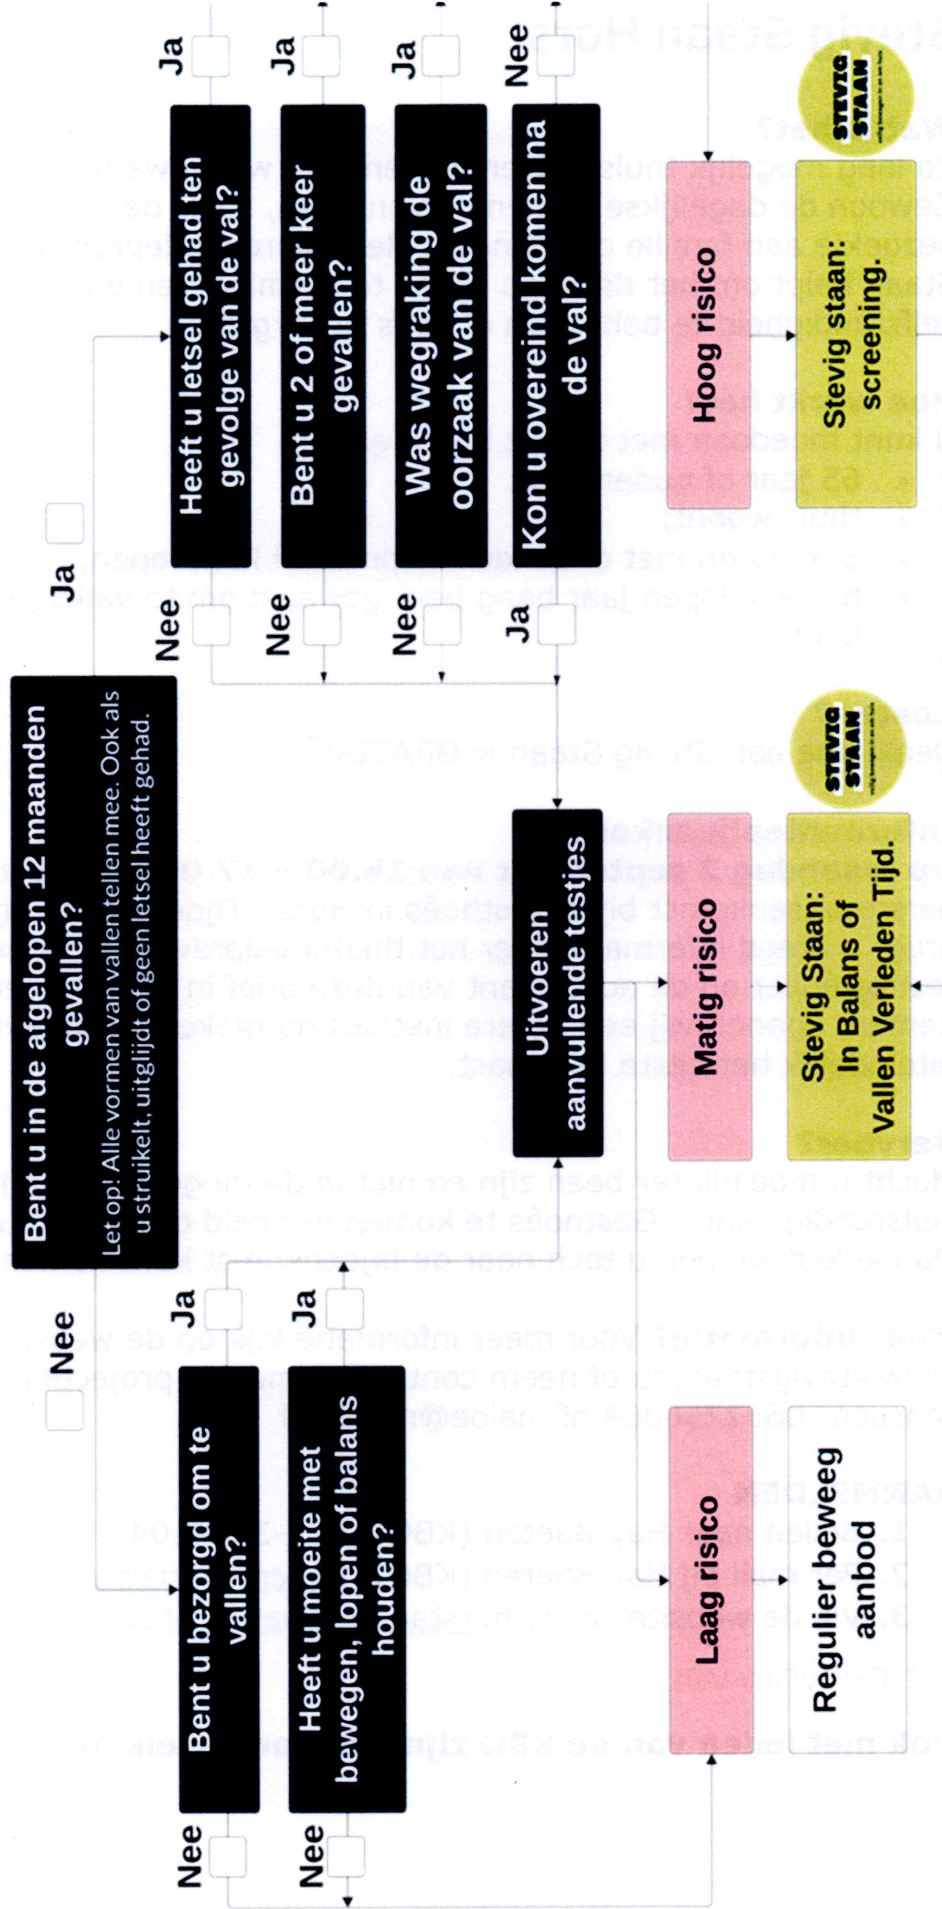 Bent u in de afgelopen 12 maanden
gevallen?
Let op! Alle vormen van vallen tellen mee. Ook als
u struikelt, uitglijdt of geen letsel heeft gehad.
Nee
Ja
Bent u bezorgd om te
vallen?
Nee
Ja
Heeft u moeite met
bewegen, lopen of balans
houden?
Nee
Ja
Heeft u letsel gehad ten
gevolge van de val?
Nee
Ja
Bent u 2 of meer keer
gevallen?
Nee
Ja
Was wegraking de
oorzaak van de val?
Nee
Ja
Kon u overeind komen na
de val?
Ja
Nee
Uitvoeren
aanvullende testjes
Laag risico
Matig risico
Hoog risico
Regulier beweeg
aanbod
Stevig Staan:
In Balans of
Vallen Verleden Tijd.
STEVIG
STAAN
Stevig staan:
screening.
STEVIG
STAAN